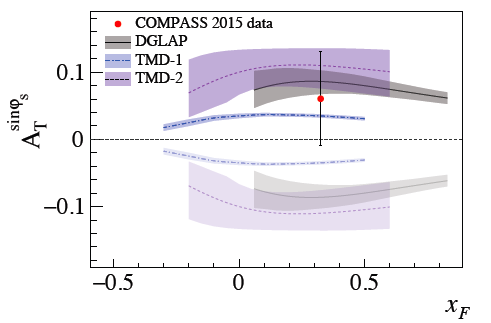 COMPASS 2015 data
DGLAP
TMD-1
TMD-2
A_T^{sinφ_s}
0.1
0
−0.1
−0.5 0 0.5
x_F